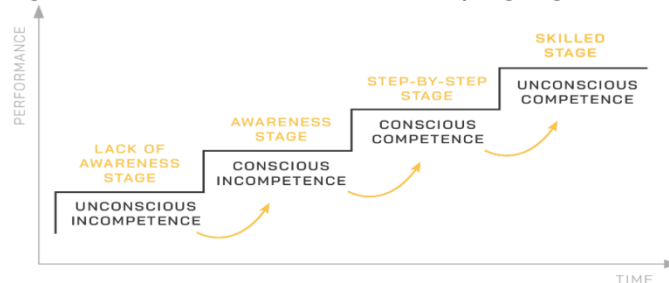 PERFORMANCE
SKILLED
STAGE
UNCONSCIOUS
COMPETENCE
STEP-BY-STEP
STAGE
CONSCIOUS
COMPETENCE
AWARENESS
STAGE
CONSCIOUS
INCOMPETENCE
LACK OF
AWARENESS
STAGE
UNCONSCIOUS
INCOMPETENCE
TIME